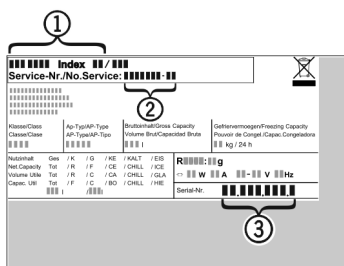 1
Index /
Service-Nr./No.Service: -
2
Klasse/Class
Classe/Clase
Ap-Typ/AP-Type
AP-Type/AP-Tipo
Bruttoinhalt/Gross Capacity
Volume Brut/Capacidad Bruta
l
Gefriervermoegen/Freezing Capacity
Pouvoir de Congel./Capac.Congeladora
kg / 24 h
Nutzinhalt Ges / K / G / KE / KALT / EIS
Net.Capacity Tot / R / F / CE / CHILL / ICE
Volume Utile Tot / R / C / CA / CHILL / GLA
Capac. Util Tot / F / C / BO / CHILL / HIE
l / l
R : g
W A - V Hz
Serial-Nr. . . .
3